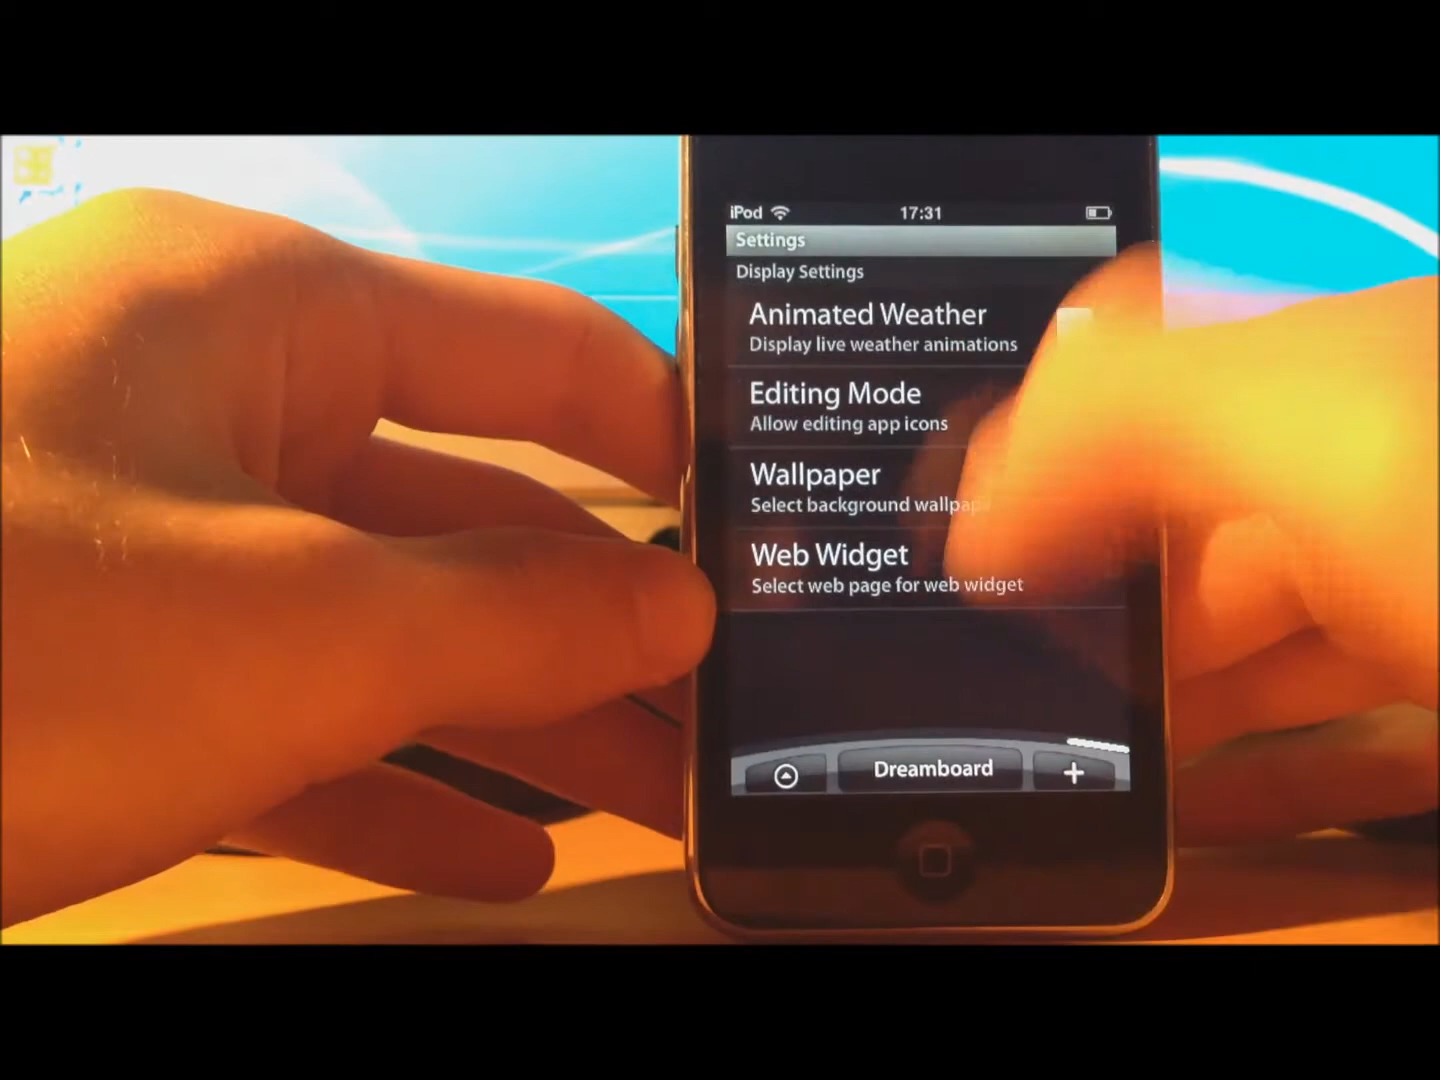 iPod 17:31
Settings
Display Settings
Animated Weather
Display live weather animations
Editing Mode
Allow editing app icons
Wallpaper
Select background
Web Widget
Select web page for web widget
Dreamboard